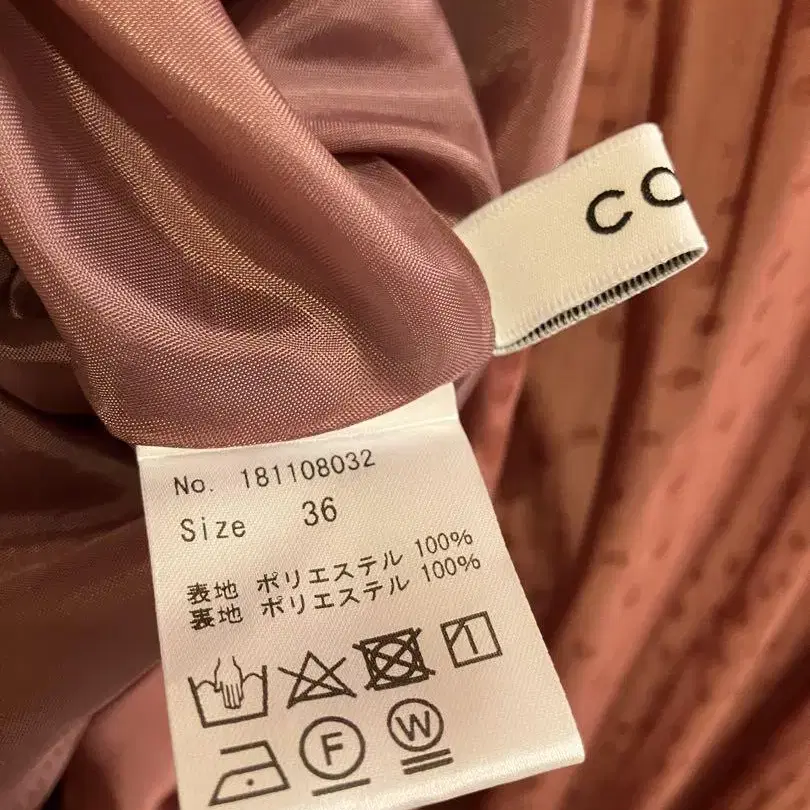 CO
No. 181108032
Size 36
表地 ポリエステル 100%
裏地 ポリエステル 100%
F W